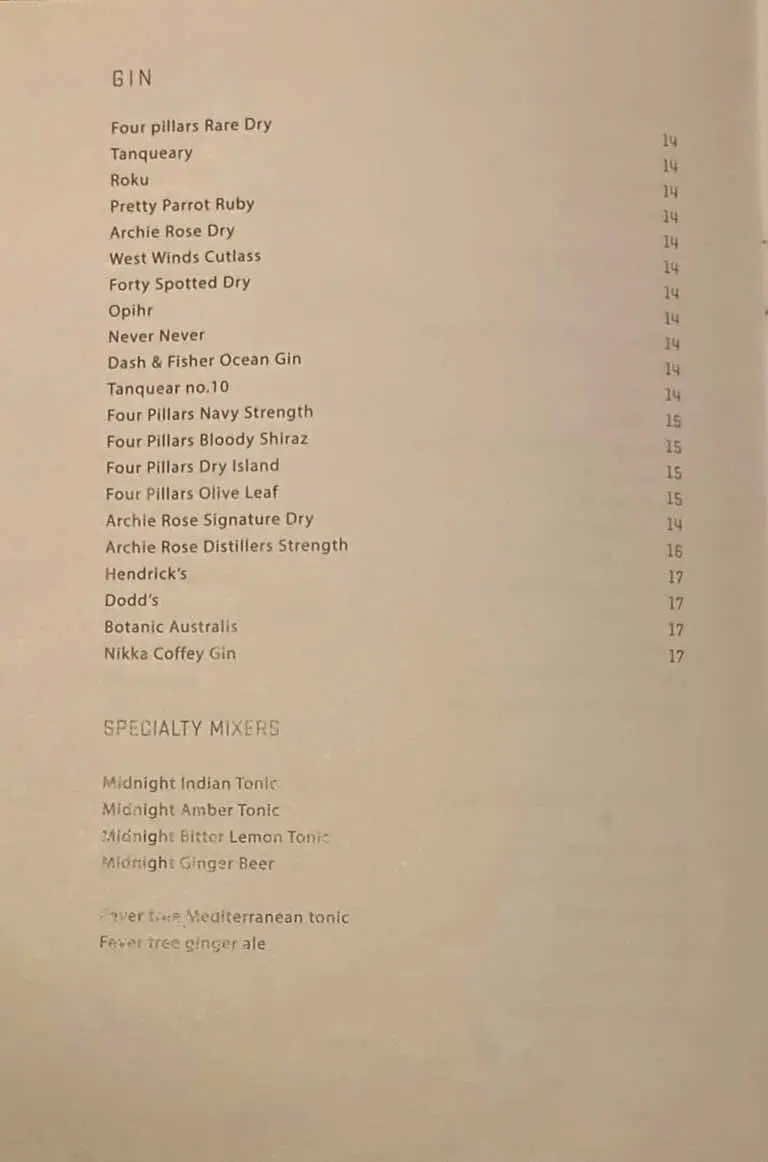 GIN
Four pillars Rare Dry 14
Tanqueary 14
Roku 14
Pretty Parrot Ruby 14
Archie Rose Dry 14
West Winds Cutlass 14
Forty Spotted Dry 14
Opihr 14
Never Never 14
Dash & Fisher Ocean Gin 14
Tanquear no.10 14
Four Pillars Navy Strength 15
Four Pillars Bloody Shiraz 15
Four Pillars Dry Island 15
Four Pillars Olive Leaf 15
Archie Rose Signature Dry 14
Archie Rose Distillers Strength 16
Hendrick's 17
Dodd's 17
Botanic Australis 17
Nikka Coffey Gin 17
SPECIALTY MIXERS
Midnight Indian Tonic
Midnight Amber Tonic
Midnight Bitter Lemon Tonic
Midnight Ginger Beer
Fever tree Mediterranean tonic
Fever tree ginger ale